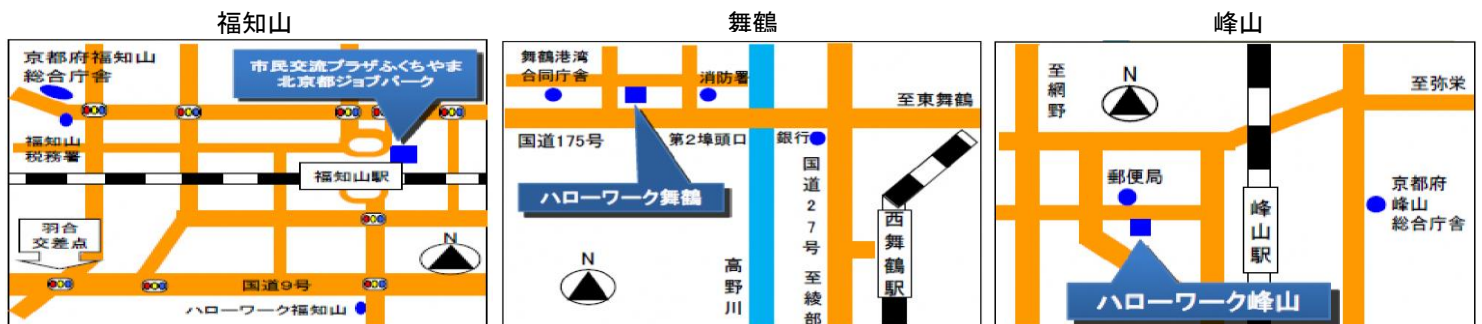 福知山
京都府福知山
総合庁舎
市民交流プラザふくちやま
北京都ジョブパーク
福知山
税務署
福知山駅
羽合
交差点
N
国道9号
ハローワーク福知山
舞鶴
舞鶴港湾
合同庁舎
消防署
至東舞鶴
国道175号
第2埠頭口
銀行
ハローワーク舞鶴
国道27号
至綾部
西舞鶴駅
高野川
N
峰山
至網野
N
至弥栄
郵便局
京都府
峰山
総合庁舎
峰山駅
ハローワーク峰山